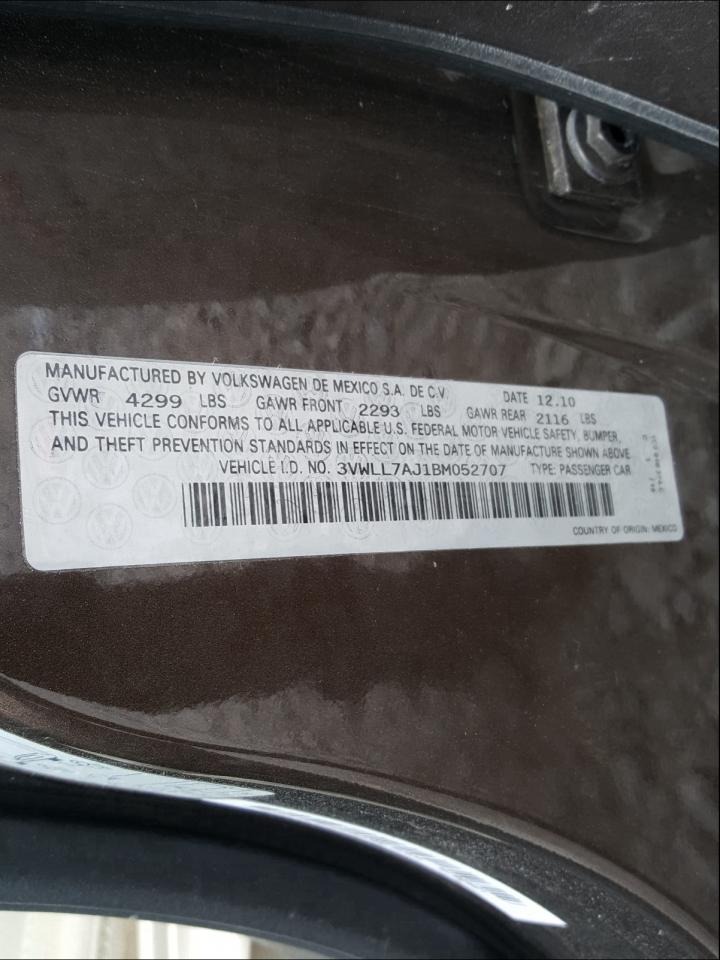 MANUFACTURED BY VOLKSWAGEN DE MEXICO S.A. DE C.V.
DATE 12.10
GVWR 4299 LBS GAWR FRONT 2293 LBS GAWR REAR 2116 LBS
THIS VEHICLE CONFORMS TO ALL APPLICABLE U.S. FEDERAL MOTOR VEHICLE SAFETY, BUMPER,
AND THEFT PREVENTION STANDARDS IN EFFECT ON THE DATE OF MANUFACTURE SHOWN ABOVE.
VEHICLE I.D. NO. 3VWLL7AJ1BM052707 TYPE: PASSENGER CAR
COUNTRY OF ORIGIN: MEXICO